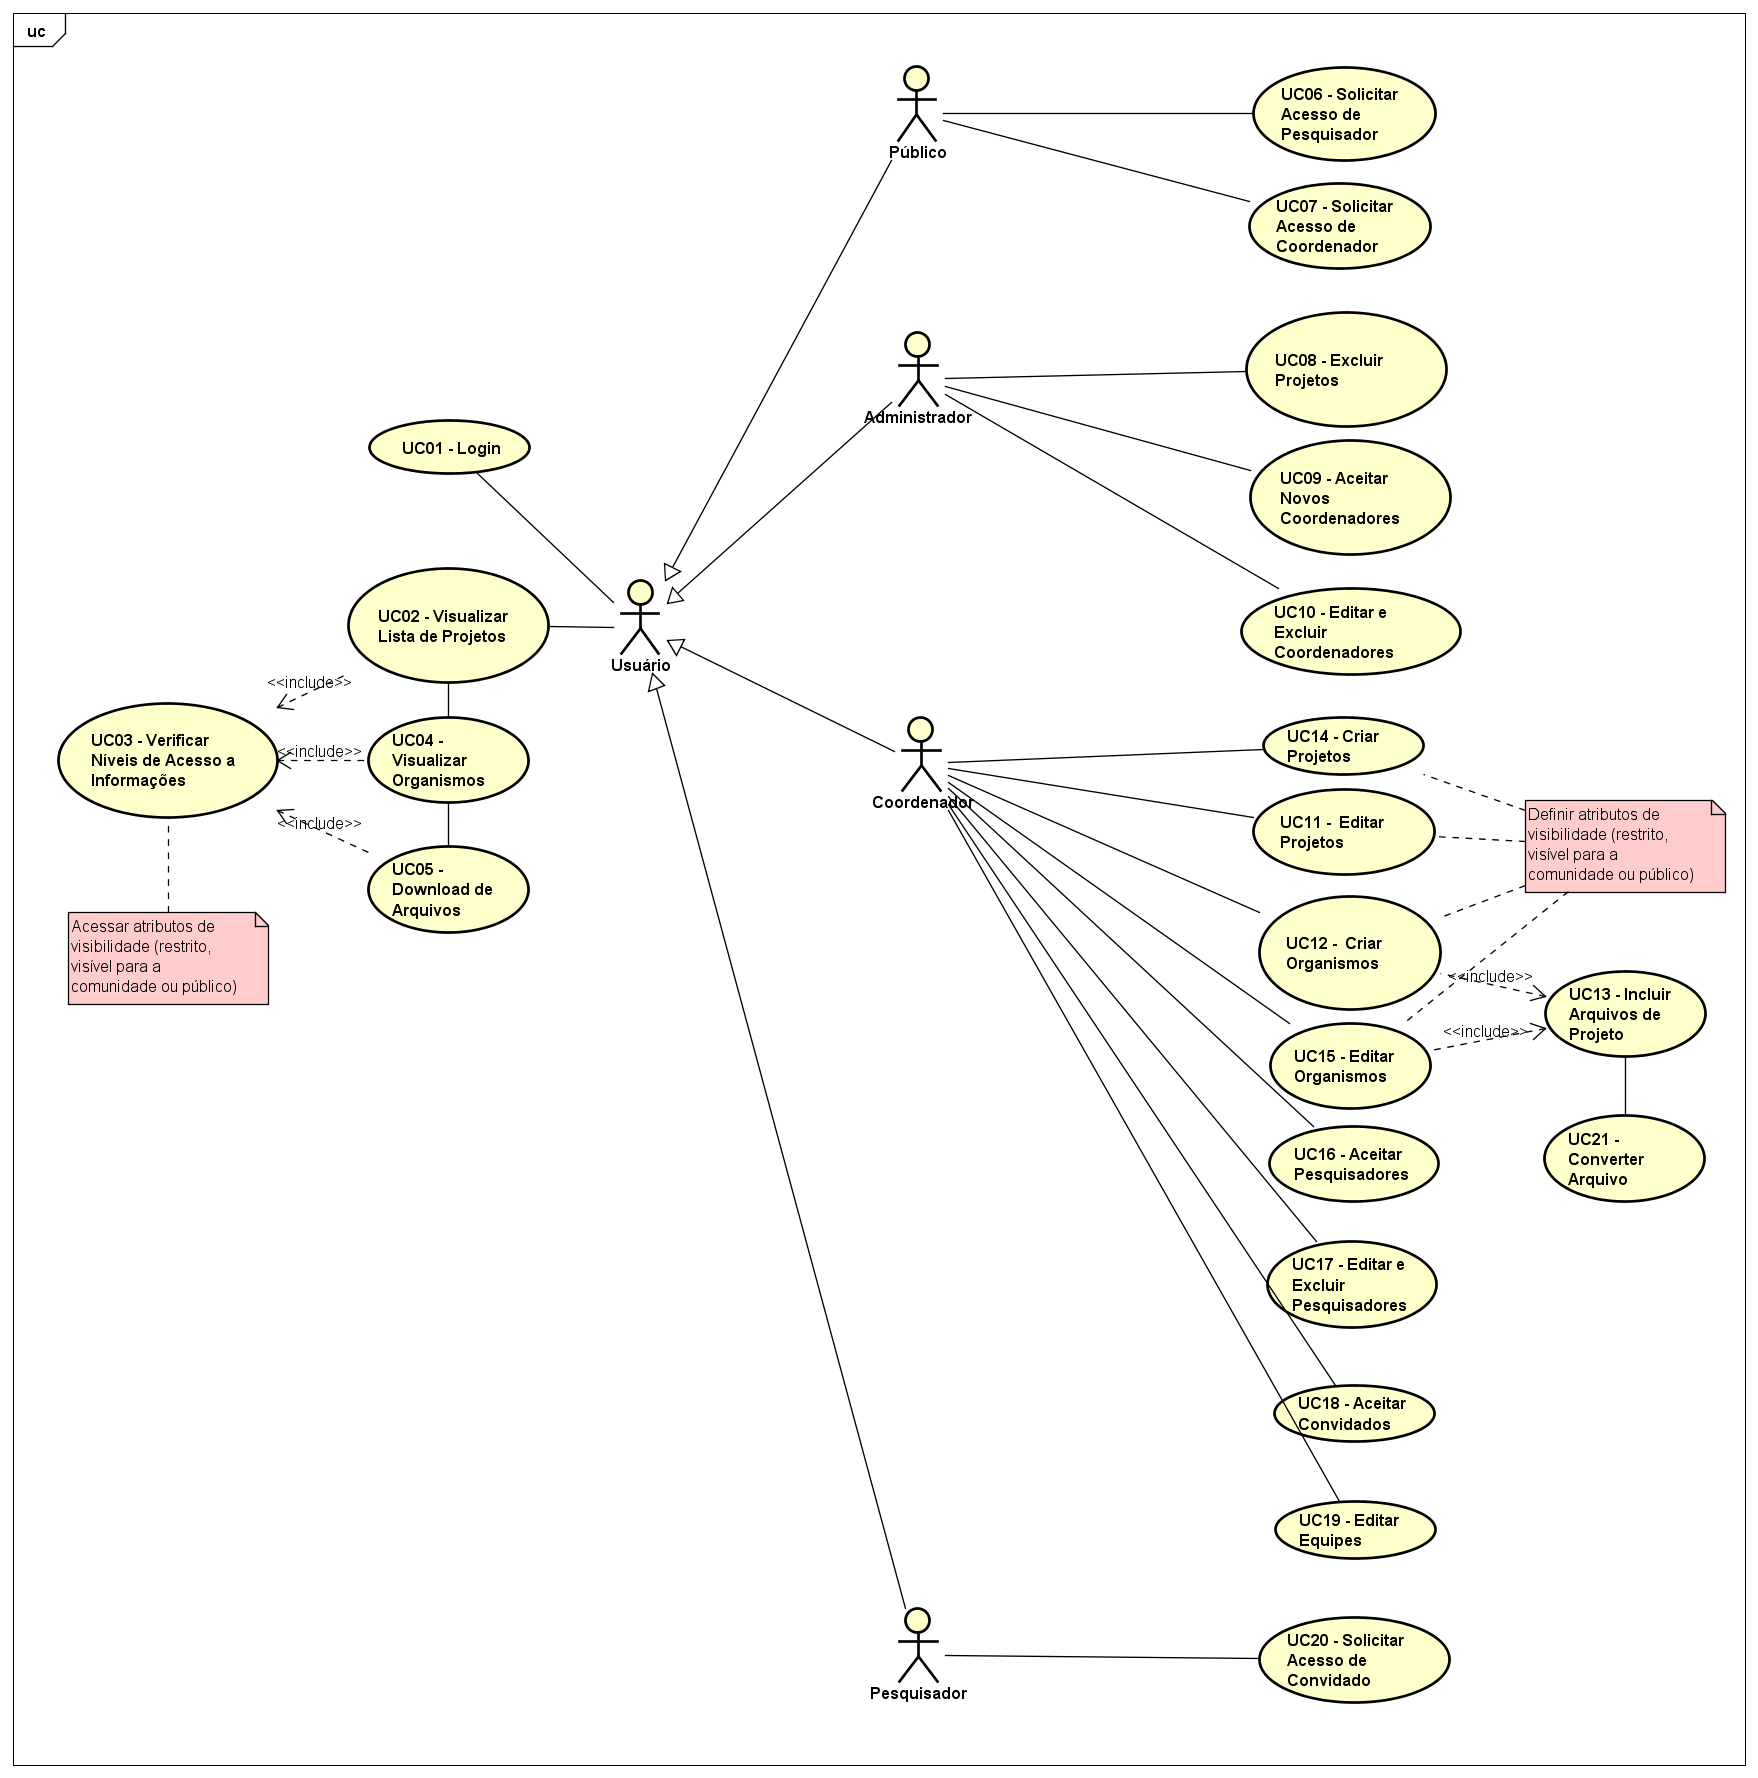 uc
Público
UC06 - Solicitar
Acesso de
Pesquisador
UC07 - Solicitar
Acesso de
Coordenador
Administrador
UC08 - Excluir
Projetos
UC09 - Aceitar
Novos
Coordenadores
UC10 - Editar e
Excluir
Coordenadores
UC01 - Login
UC02 - Visualizar
Lista de Projetos
Usuário
<<include>>
UC03 - Verificar
Níveis de Acesso a
Informações
<<include>>
UC04 -
Visualizar
Organismos
<<include>>
UC05 -
Download de
Arquivos
Acessar atributos de
visibilidade (restrito,
visível para a
comunidade ou público)
Coordenador
UC14 - Criar
Projetos
UC11 -  Editar
Projetos
Definir atributos de
visibilidade (restrito,
visível para a
comunidade ou público)
UC12 -  Criar
Organismos
<<include>>
UC13 - Incluir
Arquivos de
Projeto
<<include>>
UC15 - Editar
Organismos
UC16 - Aceitar
Pesquisadores
UC21 -
Converter
Arquivo
UC17 - Editar e
Excluir
Pesquisadores
UC18 - Aceitar
Convidados
UC19 - Editar
Equipes
Pesquisador
UC20 - Solicitar
Acesso de
Convidado